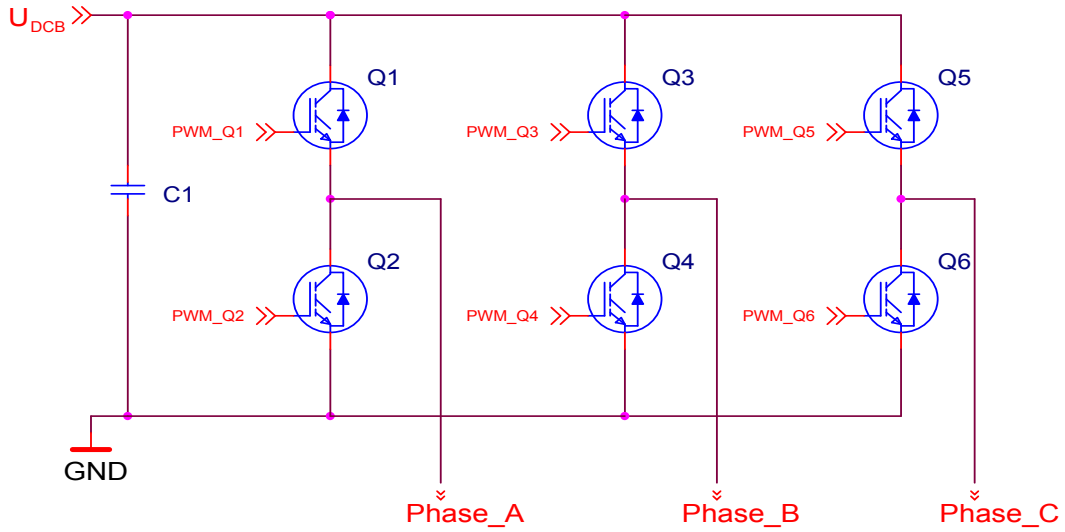 UDCB
Q1
Q3
Q5
PWM_Q1
PWM_Q3
PWM_Q5
C1
Q2
Q4
Q6
PWM_Q2
PWM_Q4
PWM_Q6
GND
Phase_A
Phase_B
Phase_C